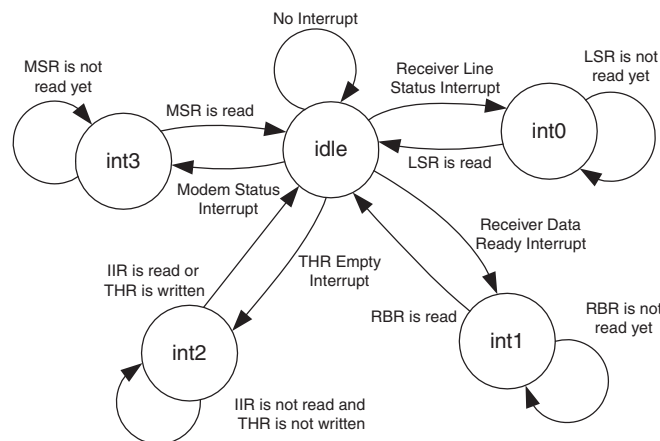 No Interrupt
MSR is not
read yet
MSR is read
Receiver Line
Status Interrupt
LSR is not
read yet
int3
idle
int0
LSR is read
Modem Status
Interrupt
Receiver Data
Ready Interrupt
IIR is read or
THR is written
THR Empty
Interrupt
RBR is read
RBR is not
read yet
int2
int1
IIR is not read and
THR is not written